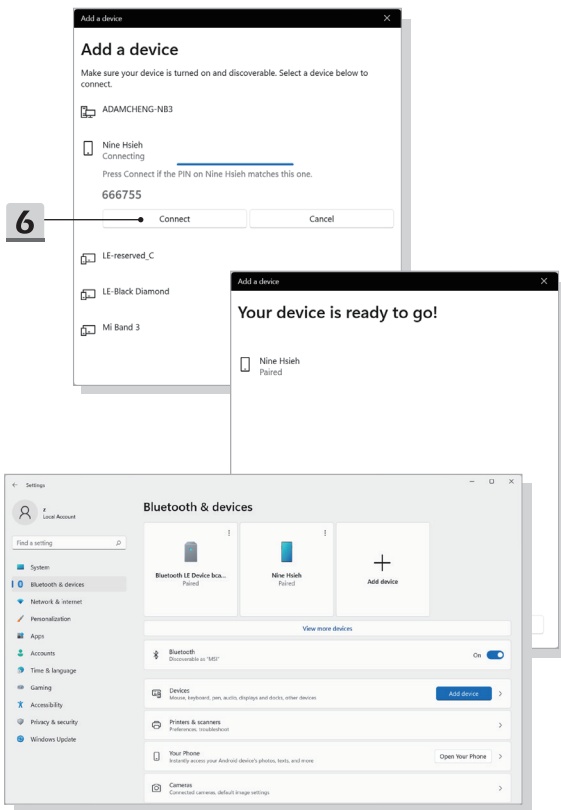 Add a device
Add a device
Make sure your device is turned on and discoverable. Select a device below to
connect.
ADAMCHENG-NB3
Nine Hsieh
Connecting
Press Connect if the PIN on Nine Hsieh matches this one.
666755
6
Connect
Cancel
LE-reserved_C
LE-Black Diamond
Mi Band 3
Add a device
Your device is ready to go!
Nine Hsieh
Paired
Settings
Local Account
Find a setting
System
Bluetooth & devices
Network & internet
Personalization
Apps
Accounts
Time & language
Gaming
Accessibility
Privacy & security
Windows Update
Bluetooth & devices
Bluetooth LE Device bca...
Paired
Nine Hsieh
Paired
Add device
View more devices
Bluetooth
Discoverable as "MSI"
On
Devices
Mouse, keyboard, pen, audio, displays and docks, other devices
Add device
Printers & scanners
Preferences, troubleshoot
Your Phone
Instantly access your Android device's photos, texts, and more
Open Your Phone
Cameras
Connected cameras, default image settings